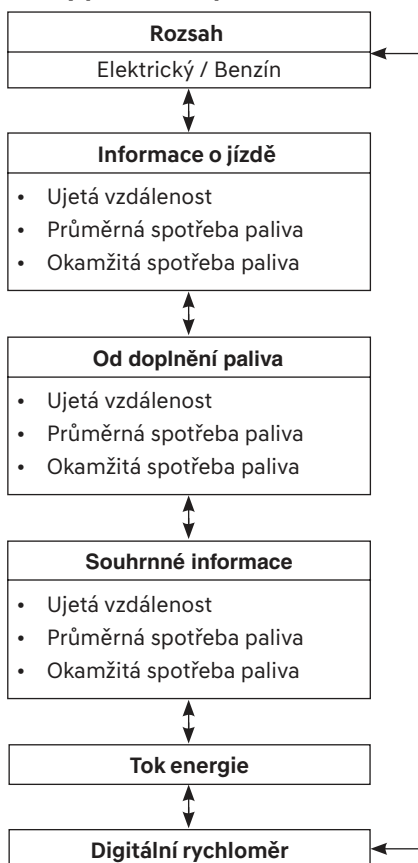 Rozsah
Elektrický / Benzín
Informace o jízdě
• Ujetá vzdálenost
• Průměrná spotřeba paliva
• Okamžitá spotřeba paliva
Od doplnění paliva
• Ujetá vzdálenost
• Průměrná spotřeba paliva
• Okamžitá spotřeba paliva
Souhrnné informace
• Ujetá vzdálenost
• Průměrná spotřeba paliva
• Okamžitá spotřeba paliva
Tok energie
Digitální rychloměr